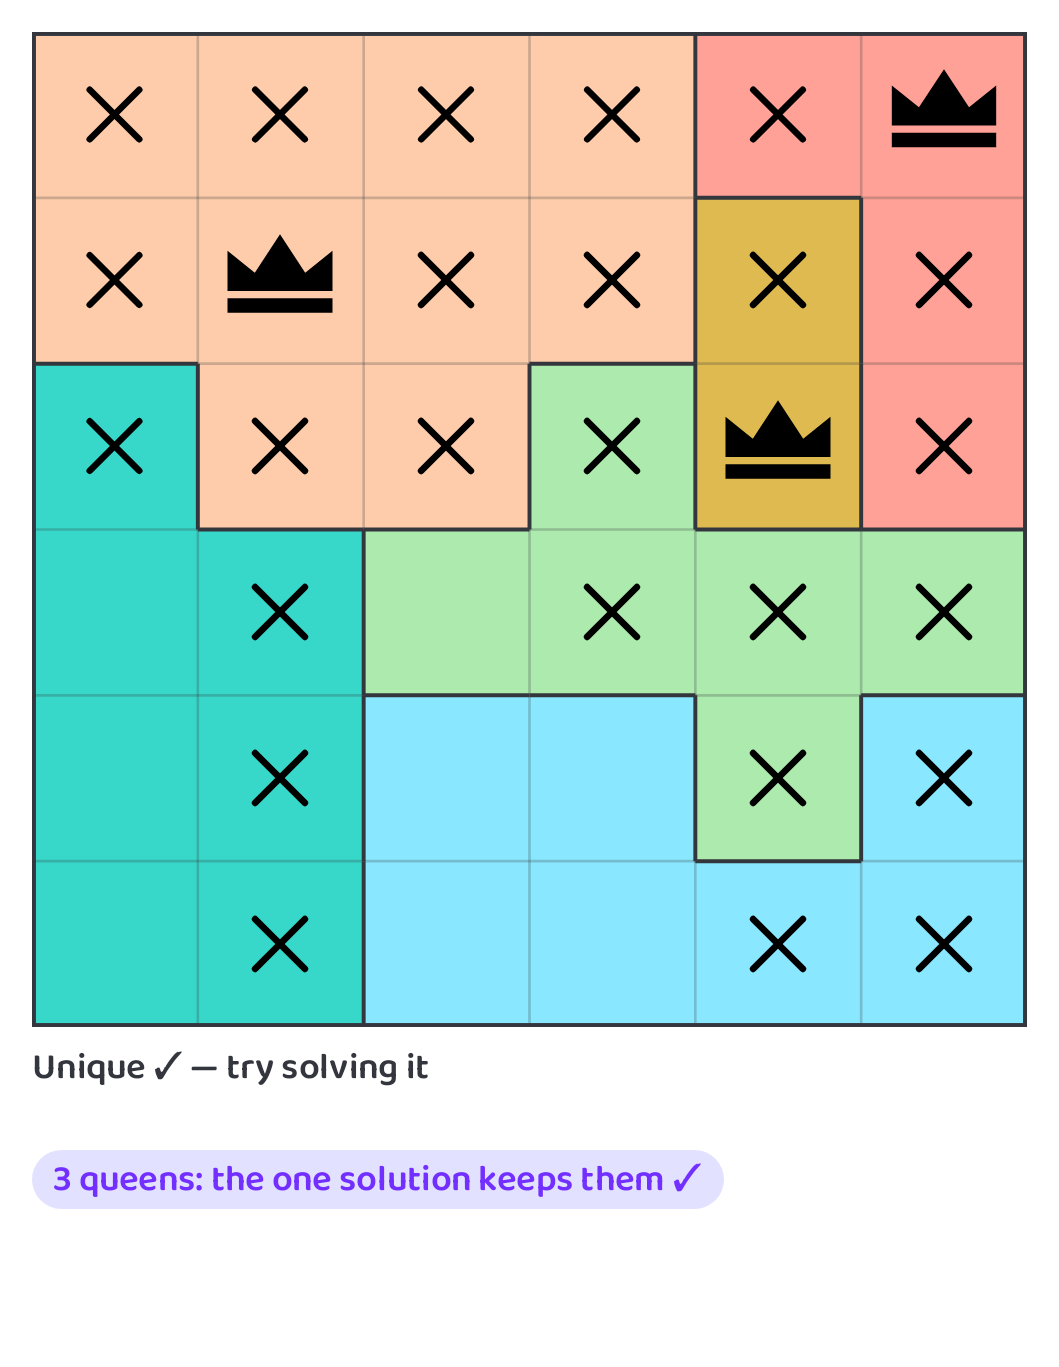 Unique ✓ — try solving it
3 queens: the one solution keeps them ✓